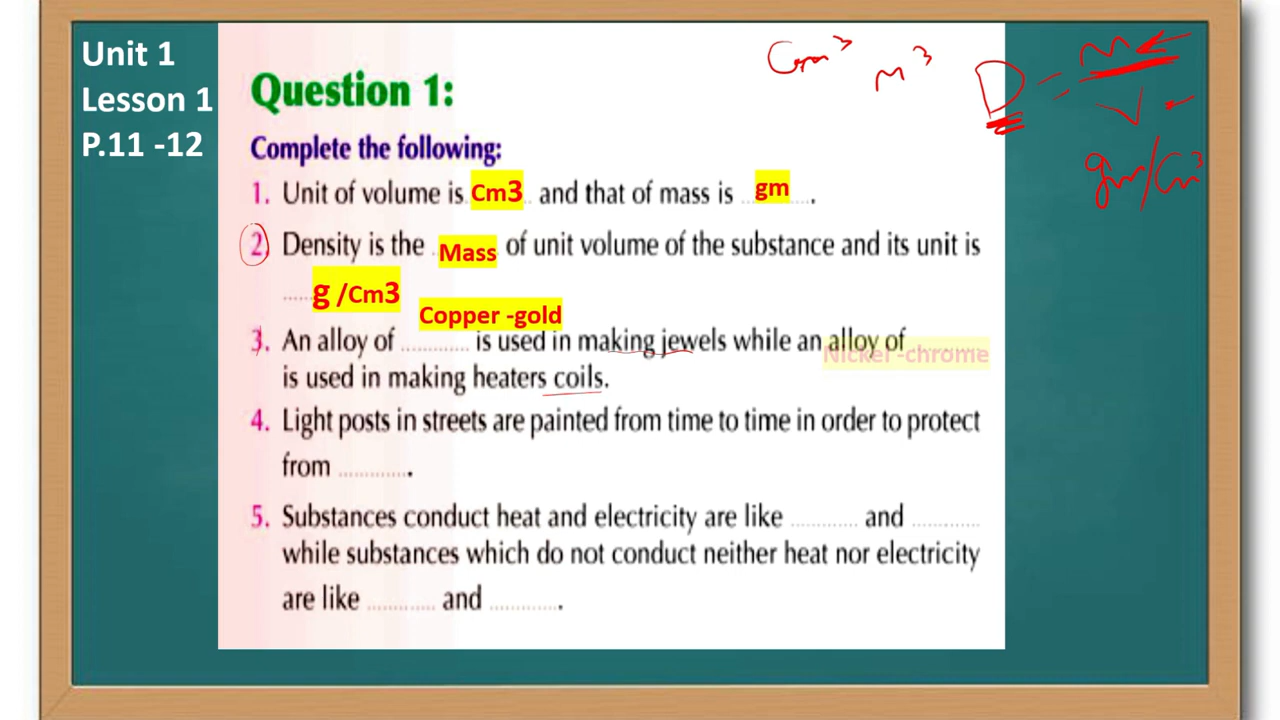 Unit 1
Lesson 1
P.11 -12
Cm³ m³ D = M / V
gm/Cm³
Question 1:
Complete the following:
1. Unit of volume is Cm3 and that of mass is gm.
2. Density is the Mass of unit volume of the substance and its unit is
...... g /Cm3
Copper -gold
3. An alloy of ............ is used in making jewels while an alloy of
Nickel -chrome
is used in making heaters coils.
4. Light posts in streets are painted from time to time in order to protect
from .............
5. Substances conduct heat and electricity are like ............ and ............
while substances which do not conduct neither heat nor electricity
are like ............ and .............